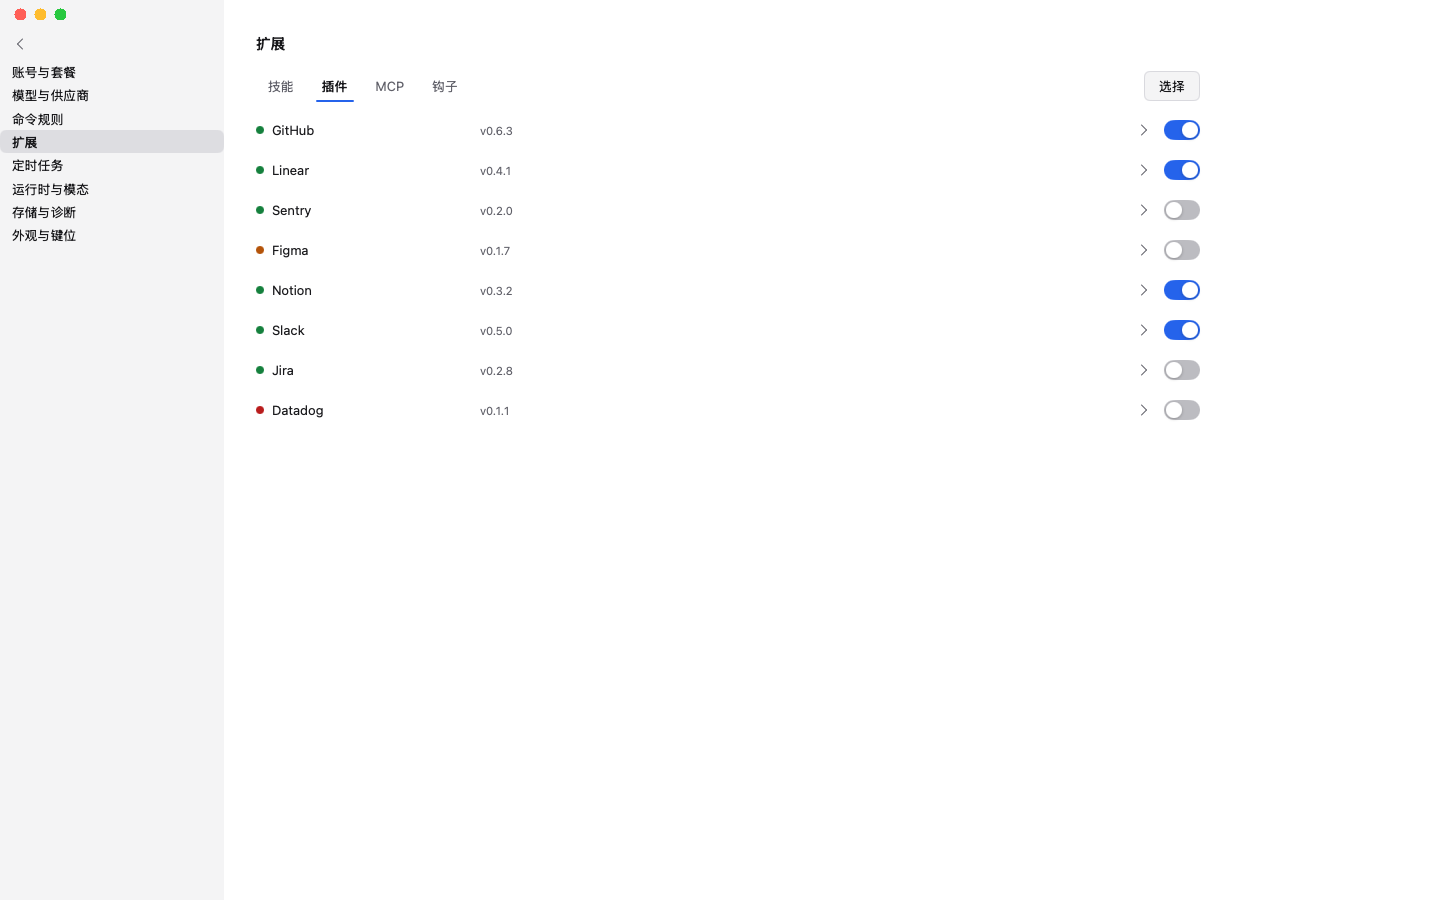 账号与套餐
模型与供应商
命令规则
扩展
定时任务
运行时与模态
存储与诊断
外观与键位
扩展
技能 插件 MCP 钩子 选择
GitHub v0.6.3
Linear v0.4.1
Sentry v0.2.0
Figma v0.1.7
Notion v0.3.2
Slack v0.5.0
Jira v0.2.8
Datadog v0.1.1